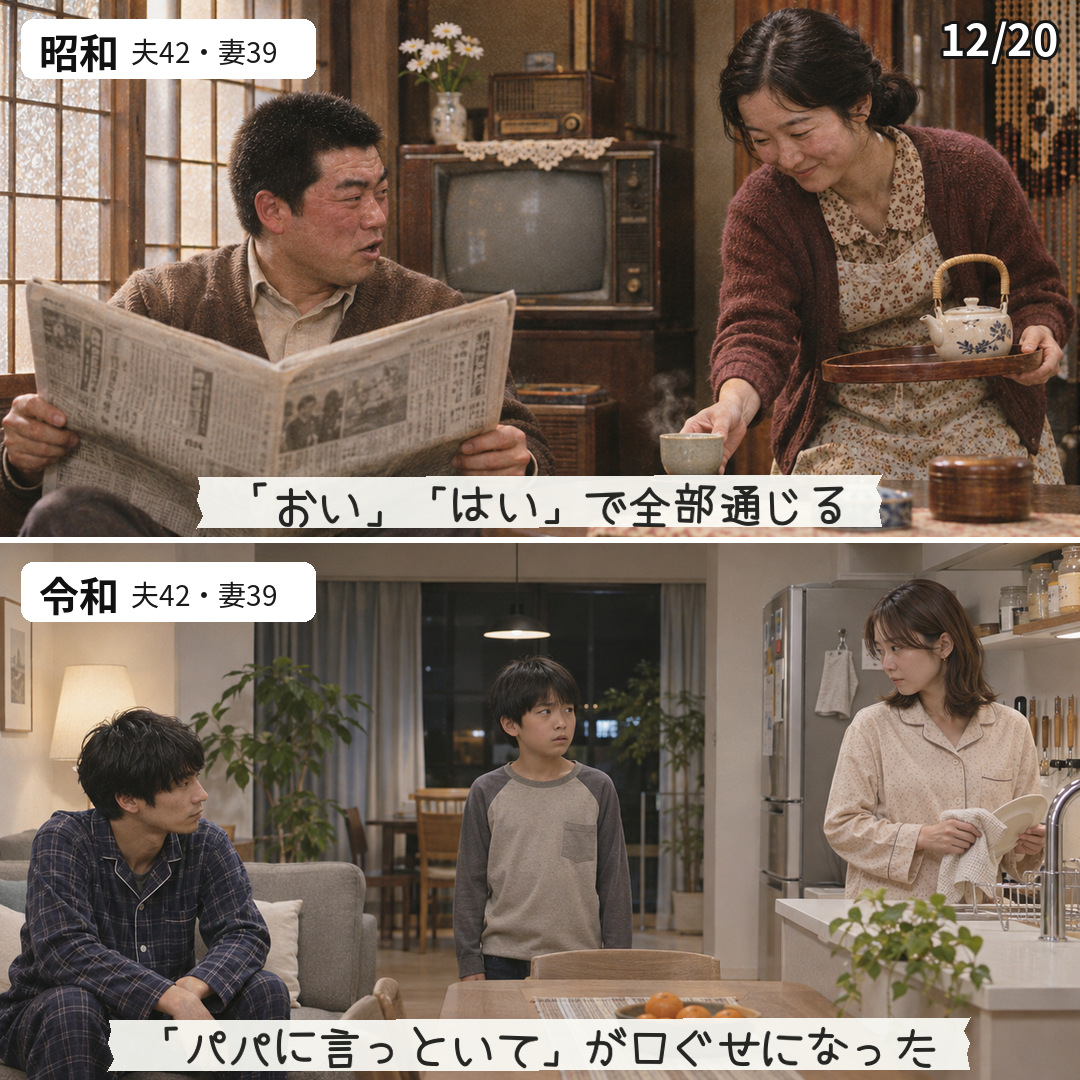 昭和 夫42・妻39
12/20
「おい」「はい」で全部通じる
令和 夫42・妻39
「パパに言っといて」が口ぐせになった